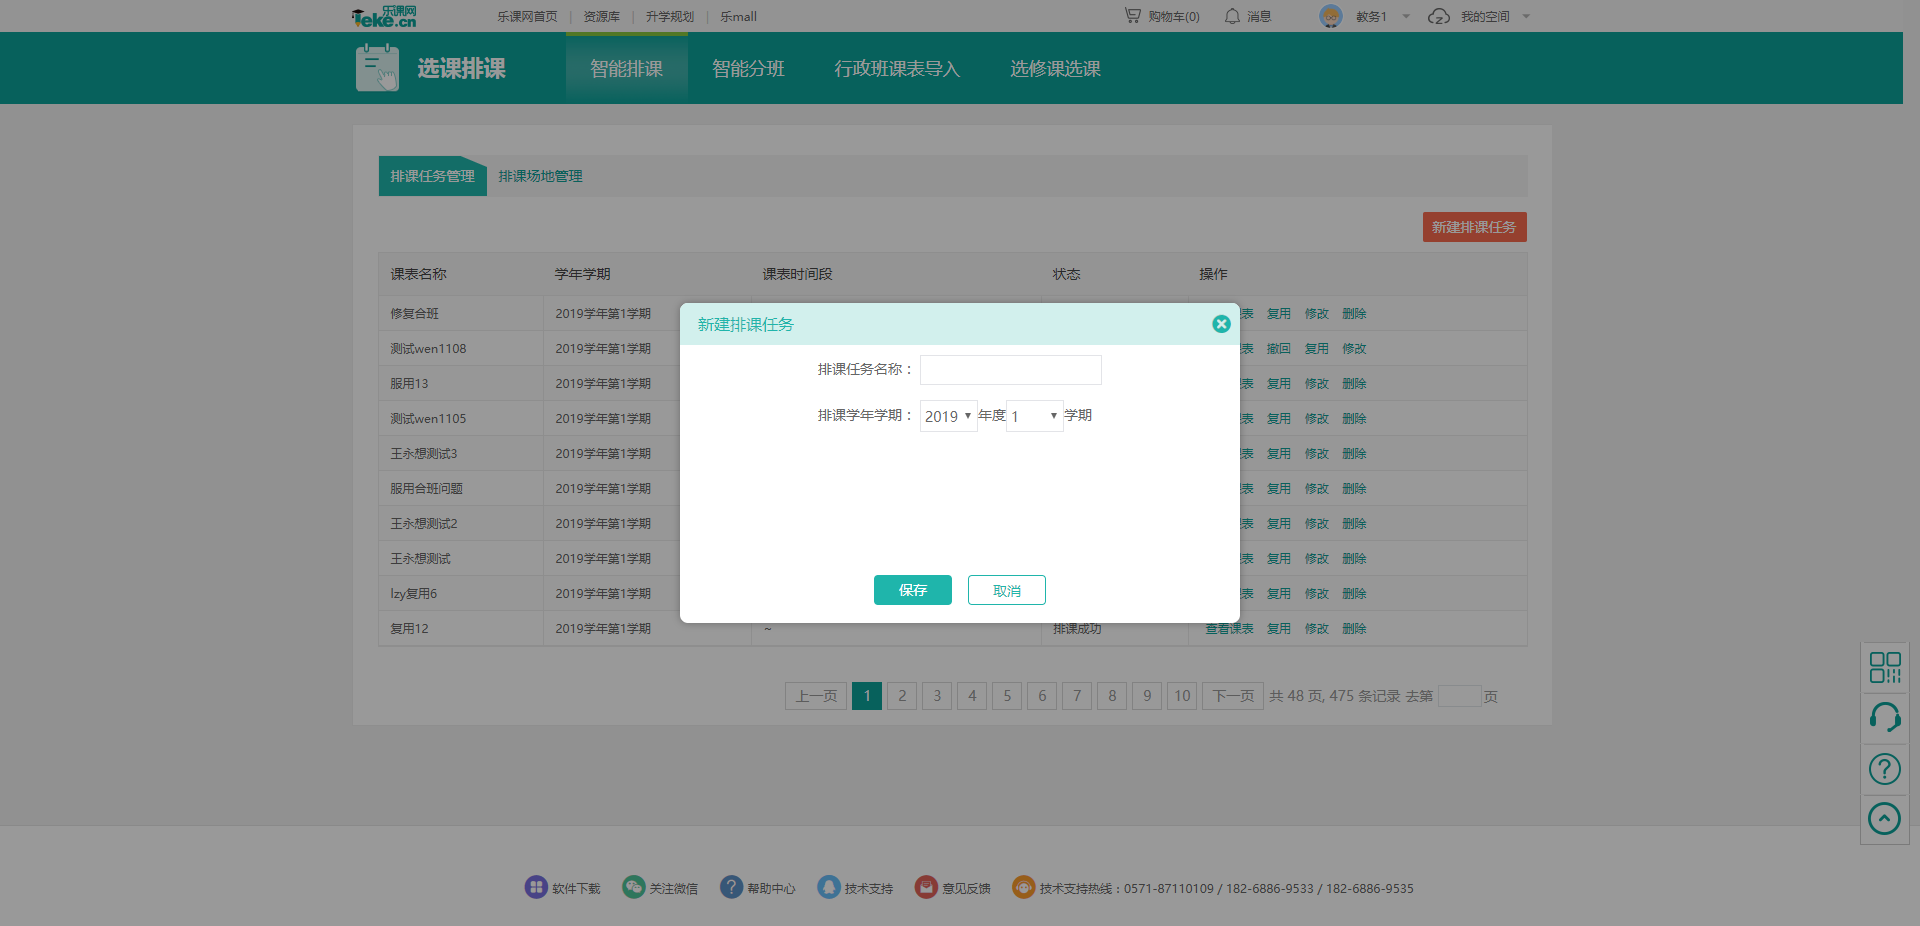 乐课网
leke.cn
乐课网首页 | 资源库 | 升学规划 | 乐mall 购物车(0) 消息 教务1 我的空间
选课排课 智能排课 智能分班 行政班课表导入 选修课选课
排课任务管理 排课场地管理
新建排课任务
课表名称 学年学期 课表时间段 状态 操作
修复合班 2019学年第1学期 表 复用 修改 删除
测试wen1108 2019学年第1学期 表 撤回 复用 修改
服用13 2019学年第1学期 表 复用 修改 删除
测试wen1105 2019学年第1学期 表 复用 修改 删除
王永想测试3 2019学年第1学期 表 复用 修改 删除
服用合班问题 2019学年第1学期 表 复用 修改 删除
王永想测试2 2019学年第1学期 表 复用 修改 删除
王永想测试 2019学年第1学期 表 复用 修改 删除
lzy复用6 2019学年第1学期 表 复用 修改 删除
复用12 2019学年第1学期 ~ 排课成功 查看课表 复用 修改 删除
新建排课任务
排课任务名称：
排课学年学期： 2019 年度 1 学期
保存 取消
上一页 1 2 3 4 5 6 7 8 9 10 下一页 共 48 页, 475 条记录 去第 页
软件下载 关注微信 帮助中心 技术支持 意见反馈 技术支持热线：0571-87110109 / 182-6886-9533 / 182-6886-9535